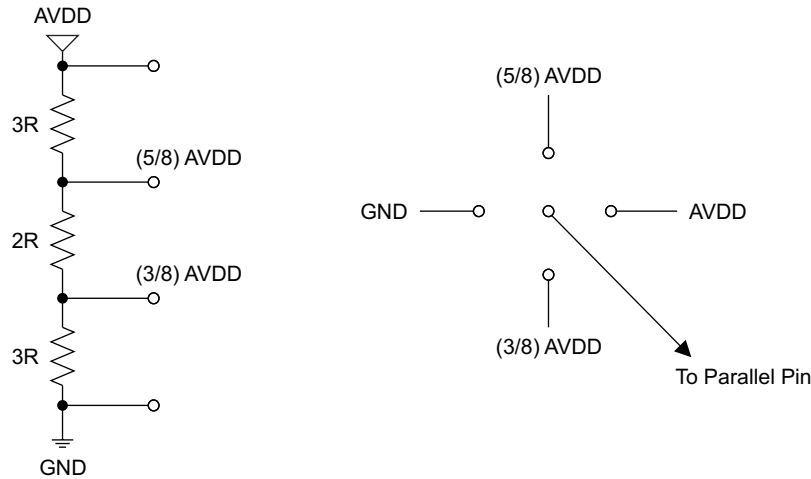 AVDD
3R
(5/8) AVDD
2R
(3/8) AVDD
3R
GND
(5/8) AVDD
GND
AVDD
(3/8) AVDD
To Parallel Pin